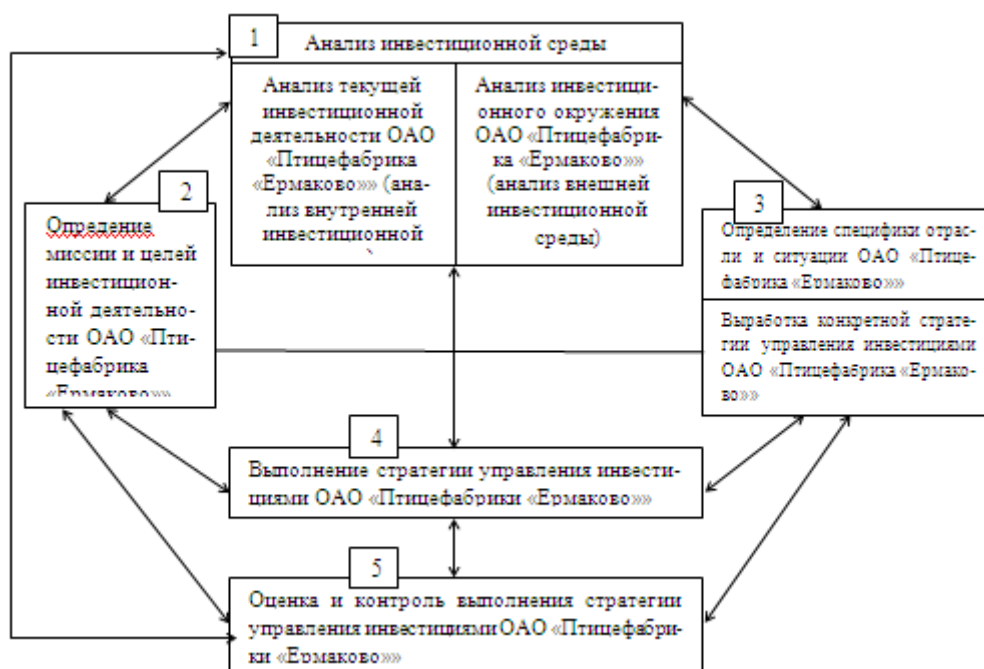 1
Анализ инвестиционной среды
Анализ текущей
инвестиционной
деятельности ОАО
«Птицефабрика
«Ермаково»» (ана-
лиз внутренней
инвестиционной
Анализ инвестици-
онного окружения
ОАО «Птицефабри-
ка «Ермаково»»
(анализ внешней
инвестиционной
среды)
2
Опредение
миссии и целей
инвестицион-
ной деятельно-
сти ОАО «Пти-
цефабрика
«Ермаково»»
3
Определение специфики отрас-
ли и ситуации ОАО «Птице-
фабрика «Ермаково»»
Выработка конкретной страте-
гии управления инвестициями
ОАО «Птицефабрика «Ермако-
во»»
4
Выполнение стратегии управления инвести-
циями ОАО «Птицефабрики «Ермаково»»
5
Оценка и контроль выполнения стратегии
управления инвестициями ОАО «Птицефабри-
ки «Ермаково»»